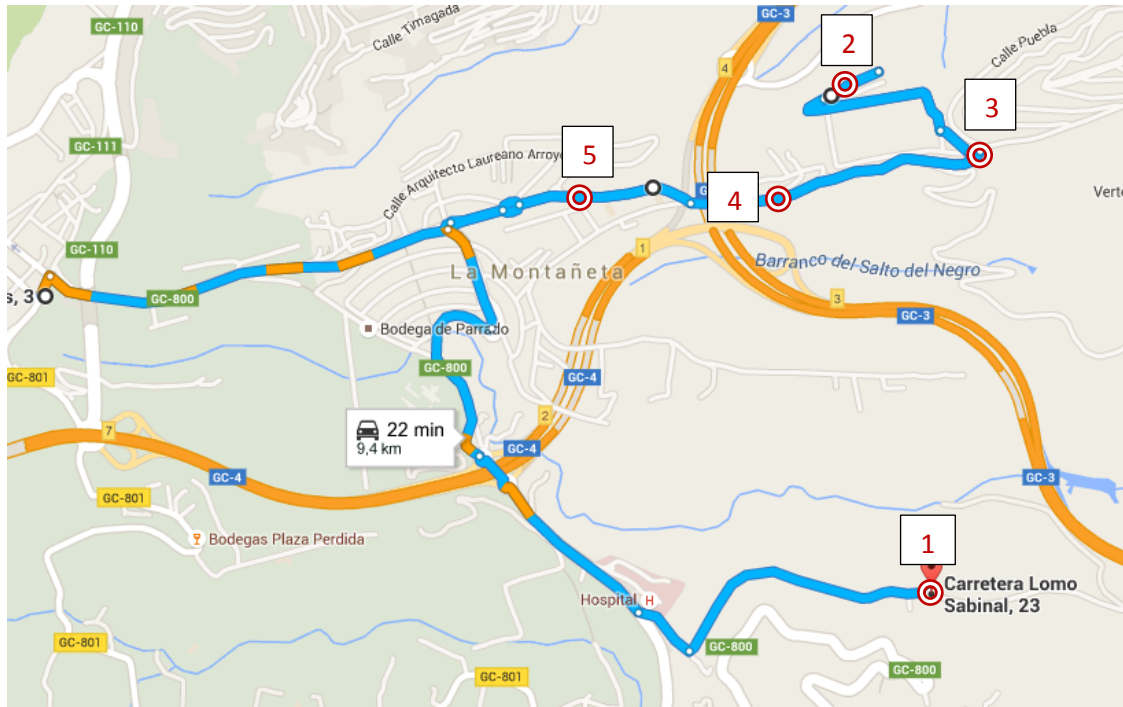 GC-3
GC-110
Calle Timagada
2
Calle Puebla
4
3
GC-111
5
Calle Arquitecto Laureano Arroyo
4
Verto
GC-110
1
La Montañeta
Barranco del Salto del Negro
s, 3
GC-800
3
GC-3
Bodega de Parrado
GC-801
GC-800
GC-4
22 min
9,4 km
2
7
GC-4
GC-4
GC-3
GC-801
GC-801
Bodegas Plaza Perdida
1
Carretera Lomo
Sabinal, 23
Hospital
H
GC-801
GC-800
GC-800
GC-801